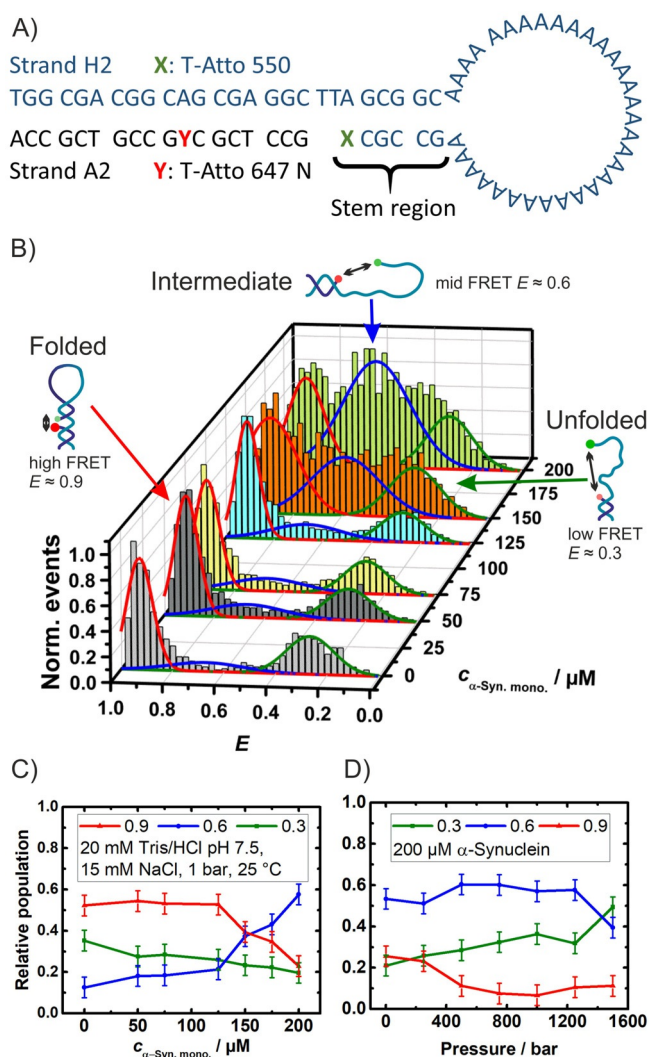 A)
Strand H2 X: T-Atto 550
TGG CGA CGG CAG CGA GGC TTA GCG GC
AAAA AAAAAAAAAAAAAAAAAAAAAAAAAAAA
ACC GCT GCC GYC GCT CCG X CGC CG
Strand A2 Y: T-Atto 647 N
Stem region
B)
Intermediate
mid FRET E ≈ 0.6
Folded
high FRET
E ≈ 0.9
Unfolded
low FRET
E ≈ 0.3
Norm. events
1.0
0.8
0.6
0.4
0.2
0.0
1.0 0.8 0.6 0.4 0.2 0.0
E
0
25
50
75
100
125
150
175
200
c α-Syn. mono. / µM
C)
0.9 0.6 0.3
20 mM Tris/HCl pH 7.5,
15 mM NaCl, 1 bar, 25 °C
Relative population
1.0
0.8
0.6
0.4
0.2
0.0
0 50 100 150 200
c α-Syn. mono. / µM
D)
0.3 0.6 0.9
200 µM α-Synuclein
1.0
0.8
0.6
0.4
0.2
0.0
0 400 800 1200 1600
Pressure / bar